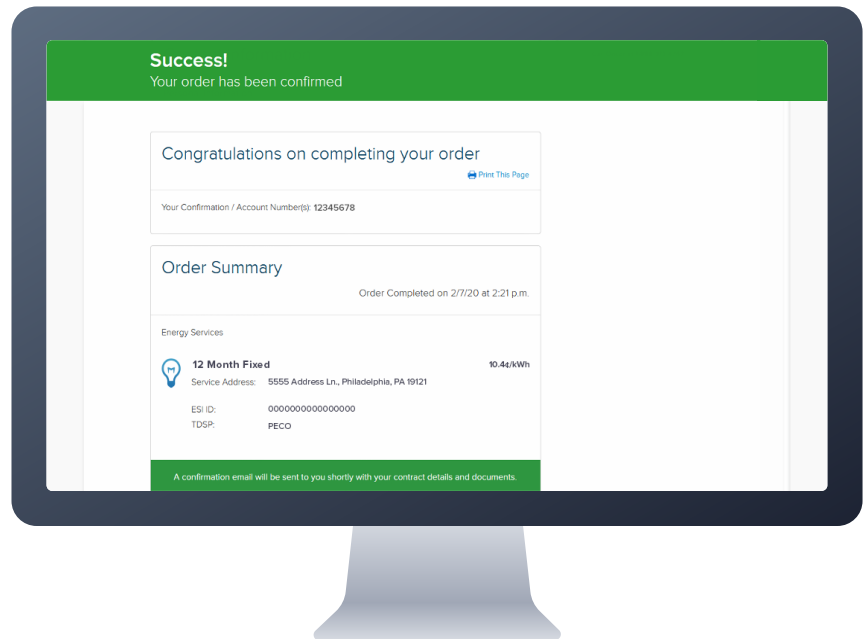 Success!
Your order has been confirmed
Congratulations on completing your order
Print This Page
Your Confirmation / Account Number(s): 12345678
Order Summary
Order Completed on 2/7/20 at 2:21 p.m.
Energy Services
12 Month Fixed 10.4¢/kWh
Service Address: 5555 Address Ln., Philadelphia, PA 19121
ESI ID: 0000000000000000
TDSP: PECO
A confirmation email will be sent to you shortly with your contract details and documents.